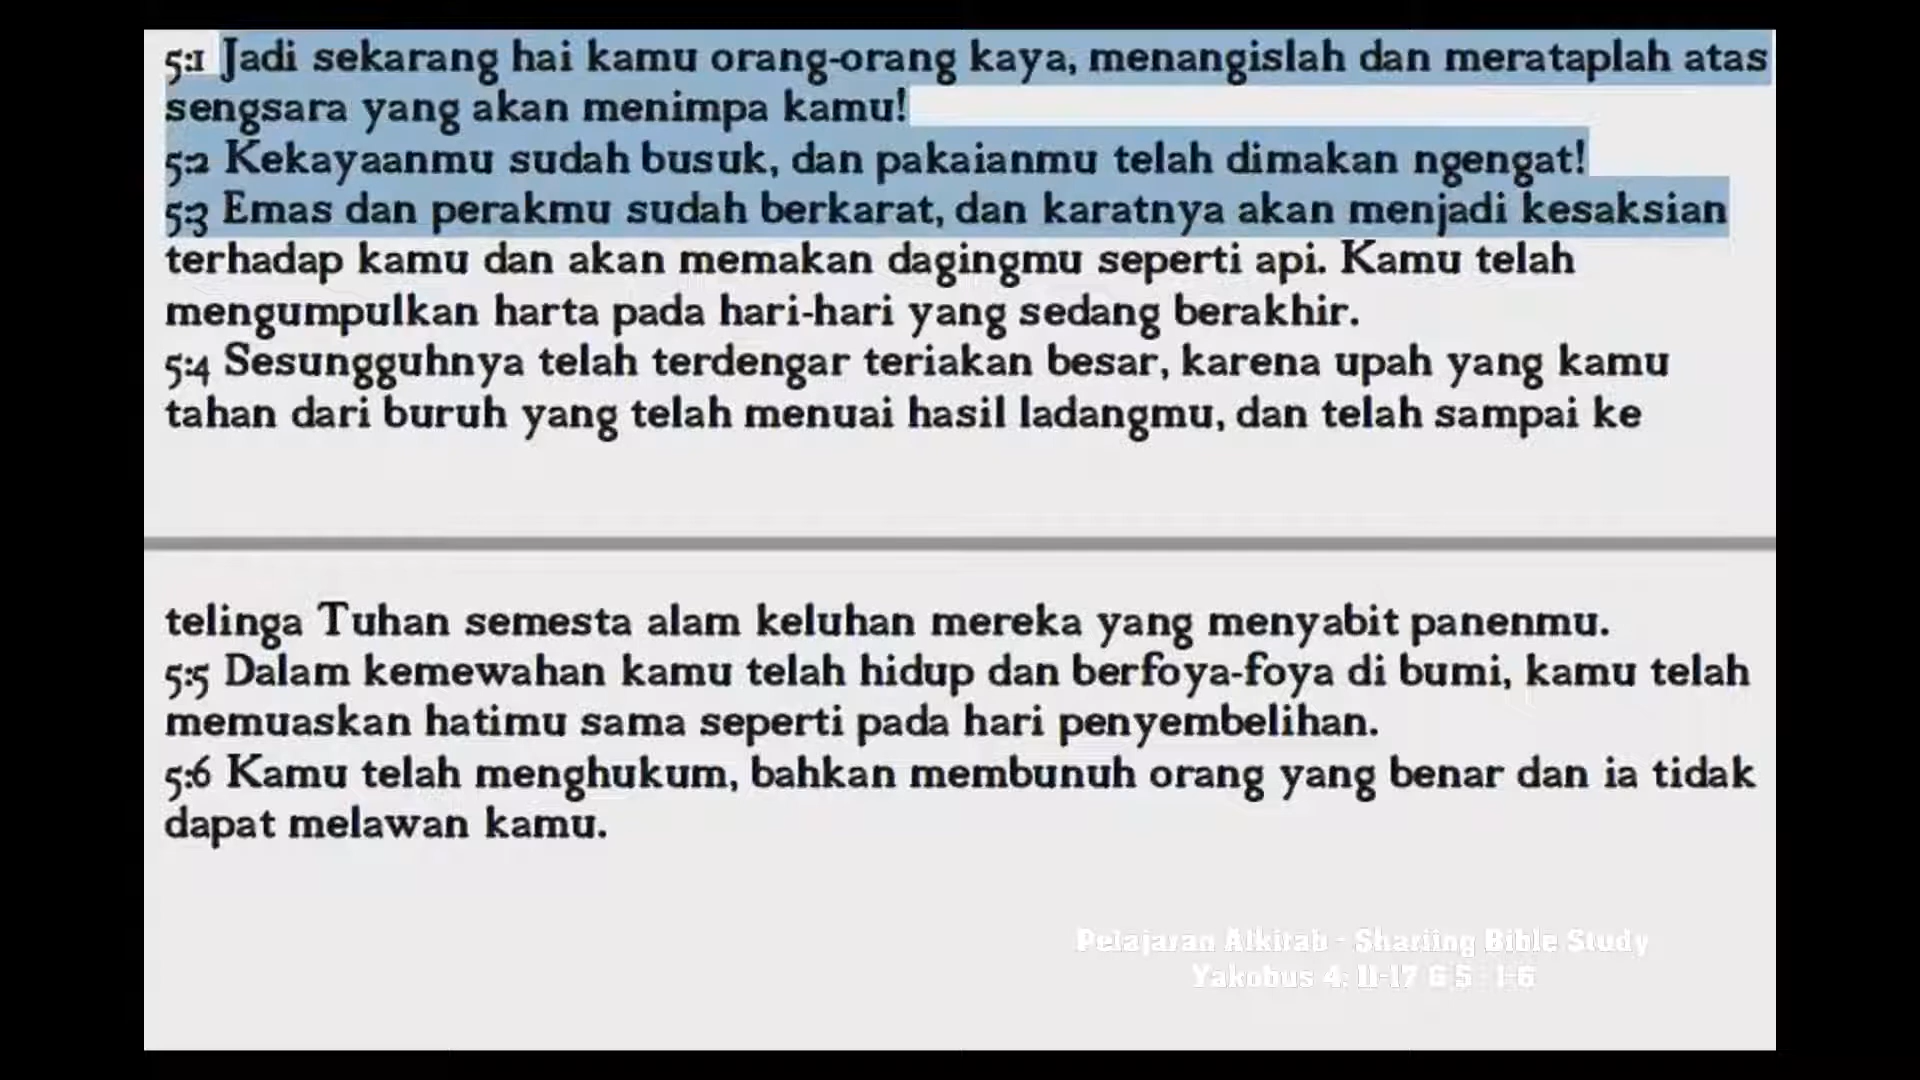 5:1 Jadi sekarang hai kamu orang-orang kaya, menangislah dan merataplah atas
sengsara yang akan menimpa kamu!
5:2 Kekayaanmu sudah busuk, dan pakaianmu telah dimakan ngengat!
5:3 Emas dan perakmu sudah berkarat, dan karatnya akan menjadi kesaksian
terhadap kamu dan akan memakan dagingmu seperti api. Kamu telah
mengumpulkan harta pada hari-hari yang sedang berakhir.
5:4 Sesungguhnya telah terdengar teriakan besar, karena upah yang kamu
tahan dari buruh yang telah menuai hasil ladangmu, dan telah sampai ke
telinga Tuhan semesta alam keluhan mereka yang menyabit panenmu.
5:5 Dalam kemewahan kamu telah hidup dan berfoya-foya di bumi, kamu telah
memuaskan hatimu sama seperti pada hari penyembelihan.
5:6 Kamu telah menghukum, bahkan membunuh orang yang benar dan ia tidak
dapat melawan kamu.
Pelajaran Alkitab - Shariing Bible Study
Yakobus 4: 11-17 & 5 : 1-6